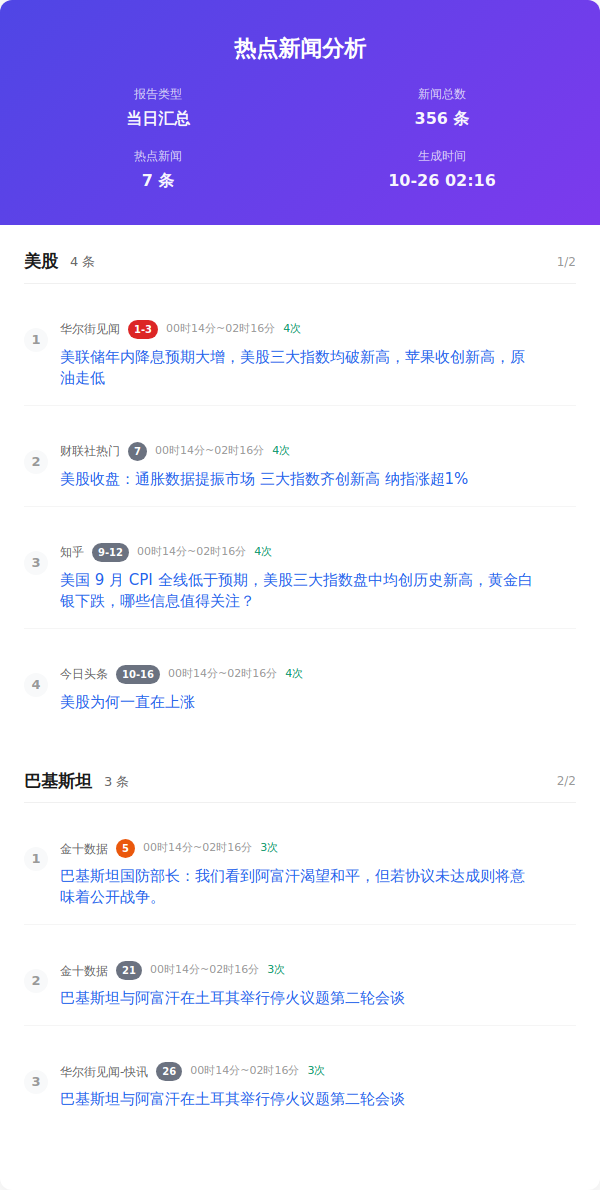 热点新闻分析
报告类型
新闻总数
当日汇总
356 条
热点新闻
生成时间
7 条
10-26 02:16
美股 4 条 1/2
1
华尔街见闻 1-3 00时14分~02时16分 4次
美联储年内降息预期大增，美股三大指数均破新高，苹果收创新高，原
油走低
2
财联社热门 7 00时14分~02时16分 4次
美股收盘：通胀数据提振市场 三大指数齐创新高 纳指涨超1%
3
知乎 9-12 00时14分~02时16分 4次
美国 9 月 CPI 全线低于预期，美股三大指数盘中均创历史新高，黄金白
银下跌，哪些信息值得关注？
4
今日头条 10-16 00时14分~02时16分 4次
美股为何一直在上涨
巴基斯坦 3 条 2/2
1
金十数据 5 00时14分~02时16分 3次
巴基斯坦国防部长：我们看到阿富汗渴望和平，但若协议未达成则将意
味着公开战争。
2
金十数据 21 00时14分~02时16分 3次
巴基斯坦与阿富汗在土耳其举行停火议题第二轮会谈
3
华尔街见闻-快讯 26 00时14分~02时16分 3次
巴基斯坦与阿富汗在土耳其举行停火议题第二轮会谈